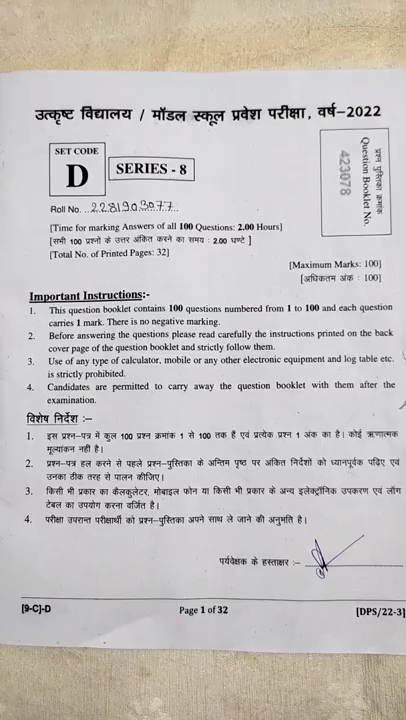 उत्कृष्ट विद्यालय / मॉडल स्कूल प्रवेश परीक्षा, वर्ष–2022
SET CODE
D
SERIES - 8
प्रश्न पुस्तिका क्रमांक
Question Booklet No.
423078
Roll No. 2281903077
[Time for marking Answers of all 100 Questions: 2.00 Hours]
[सभी 100 प्रश्नों के उत्तर अंकित करने का समय : 2.00 घण्टे ]
[Total No. of Printed Pages: 32]
[Maximum Marks: 100]
[अधिकतम अंक : 100]
Important Instructions:-
1. This question booklet contains 100 questions numbered from 1 to 100 and each question
carries 1 mark. There is no negative marking.
2. Before answering the questions please read carefully the instructions printed on the back
cover page of the question booklet and strictly follow them.
3. Use of any type of calculator, mobile or any other electronic equipment and log table etc.
is strictly prohibited.
4. Candidates are permitted to carry away the question booklet with them after the
examination.
विशेष निर्देश :–
1. इस प्रश्न–पत्र में कुल 100 प्रश्न क्रमांक 1 से 100 तक हैं एवं प्रत्येक प्रश्न 1 अंक का है। कोई ऋणात्मक
मूल्यांकन नहीं है।
2. प्रश्न–पत्र हल करने से पहले प्रश्न–पुस्तिका के अन्तिम पृष्ठ पर अंकित निर्देशों को ध्यानपूर्वक पढ़िए एवं
उनका ठीक तरह से पालन कीजिए।
3. किसी भी प्रकार का कैलकुलेटर, मोबाइल फोन या किसी भी प्रकार के अन्य इलेक्ट्रॉनिक उपकरण एवं लॉग
टेबल का उपयोग करना वर्जित है।
4. परीक्षा उपरान्त परीक्षार्थी को प्रश्न–पुस्तिका अपने साथ ले जाने की अनुमति है।
पर्यवेक्षक के हस्ताक्षर :–
[9-C]-D
Page 1 of 32
[DPS/22-3]